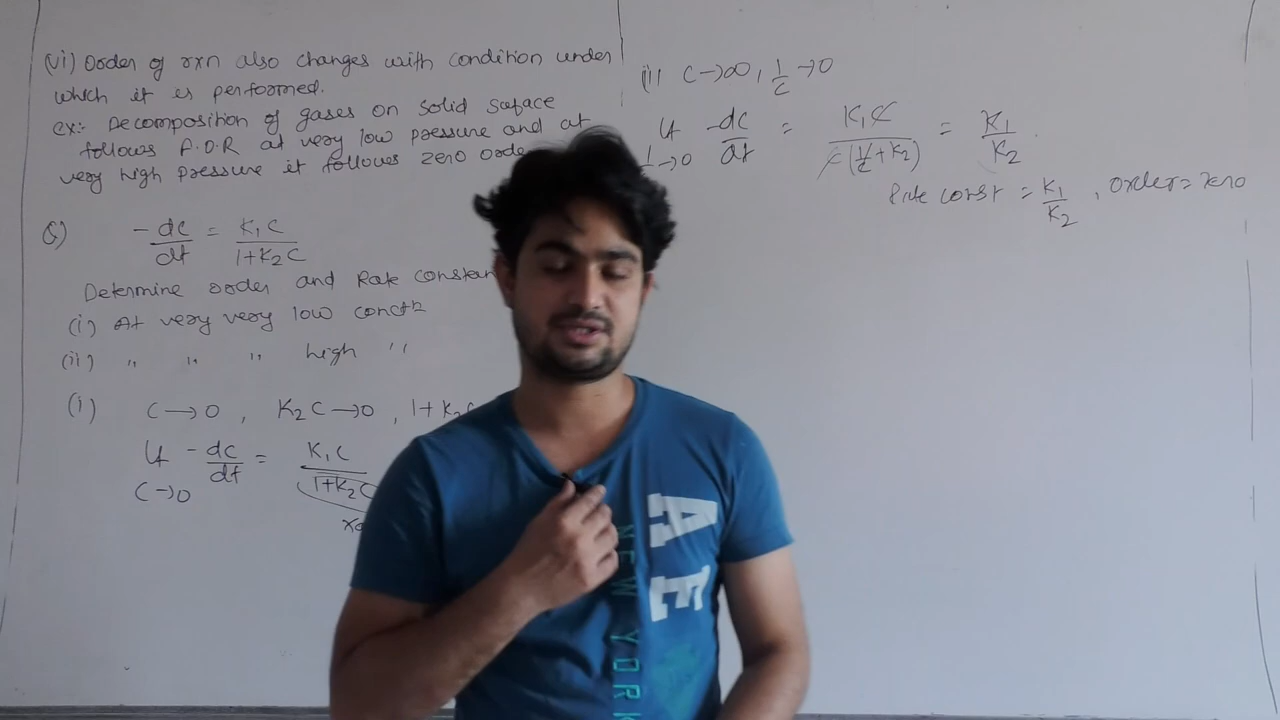 (vi) Order of rxn also changes with condition under
which it is performed.
ex:- Decomposition of gases on solid surface
follows F.O.R at very low pressure and at
very high pressure it follows zero orde
Q) -dc/dt = K₁C/1+K₂C
Determine order and Rate constan
(i) At very very low concn
(ii) " " " high "
(i) C→0, K₂C→0, 1+K₂C
Lt C→0 -dc/dt = K₁C/1+K₂C
(ii) C→∞, 1/C→0
Lt 1/C→0 -dc/dt = K₁C/C(1/C+K₂) = K₁/K₂
Rate const = K₁/K₂, Order = zero
A E
NEW YORK